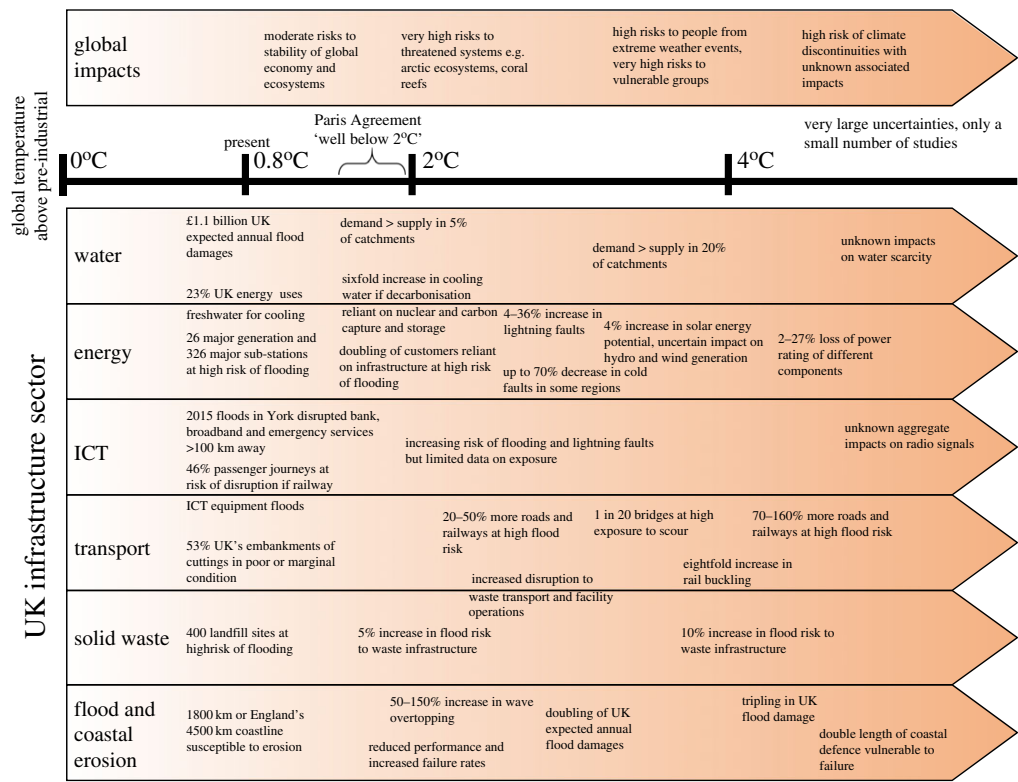 global
impacts
moderate risks to
stability of global
economy and
ecosystems
very high risks to
threatened systems e.g.
arctic ecosystems, coral
reefs
high risks to people from
extreme weather events,
very high risks to
vulnerable groups
high risk of climate
discontinuities with
unknown associated
impacts
global temperature
above pre-industrial
0°C
present
0.8°C
Paris Agreement
‘well below 2°C’
2°C
4°C
very large uncertainties, only a
small number of studies
UK infrastructure sector
water
£1.1 billion UK
expected annual flood
damages
23% UK energy uses
freshwater for cooling
demand > supply in 5%
of catchments
sixfold increase in cooling
water if decarbonisation
reliant on nuclear and carbon
capture and storage
demand > supply in 20%
of catchments
unknown impacts
on water scarcity
energy
26 major generation and
326 major sub-stations
at high risk of flooding
doubling of customers reliant
on infrastructure at high risk
of flooding
4–36% increase in
lightning faults
up to 70% decrease in cold
faults in some regions
4% increase in solar energy
potential, uncertain impact on
hydro and wind generation
2–27% loss of power
rating of different
components
ICT
2015 floods in York disrupted bank,
broadband and emergency services
>100 km away
46% passenger journeys at
risk of disruption if railway
ICT equipment floods
increasing risk of flooding and lightning faults
but limited data on exposure
unknown aggregate
impacts on radio signals
transport
53% UK’s embankments of
cuttings in poor or marginal
condition
20–50% more roads and
railways at high flood
risk
1 in 20 bridges at high
exposure to scour
70–160% more roads and
railways at high flood risk
eightfold increase in
rail buckling
increased disruption to
waste transport and facility
operations
solid waste
400 landfill sites at
highrisk of flooding
5% increase in flood risk
to waste infrastructure
10% increase in flood risk to
waste infrastructure
flood and
coastal
erosion
1800 km or England’s
4500 km coastline
susceptible to erosion
50–150% increase in wave
overtopping
reduced performance and
increased failure rates
doubling of UK
expected annual
flood damages
tripling in UK
flood damage
double length of coastal
defence vulnerable to
failure